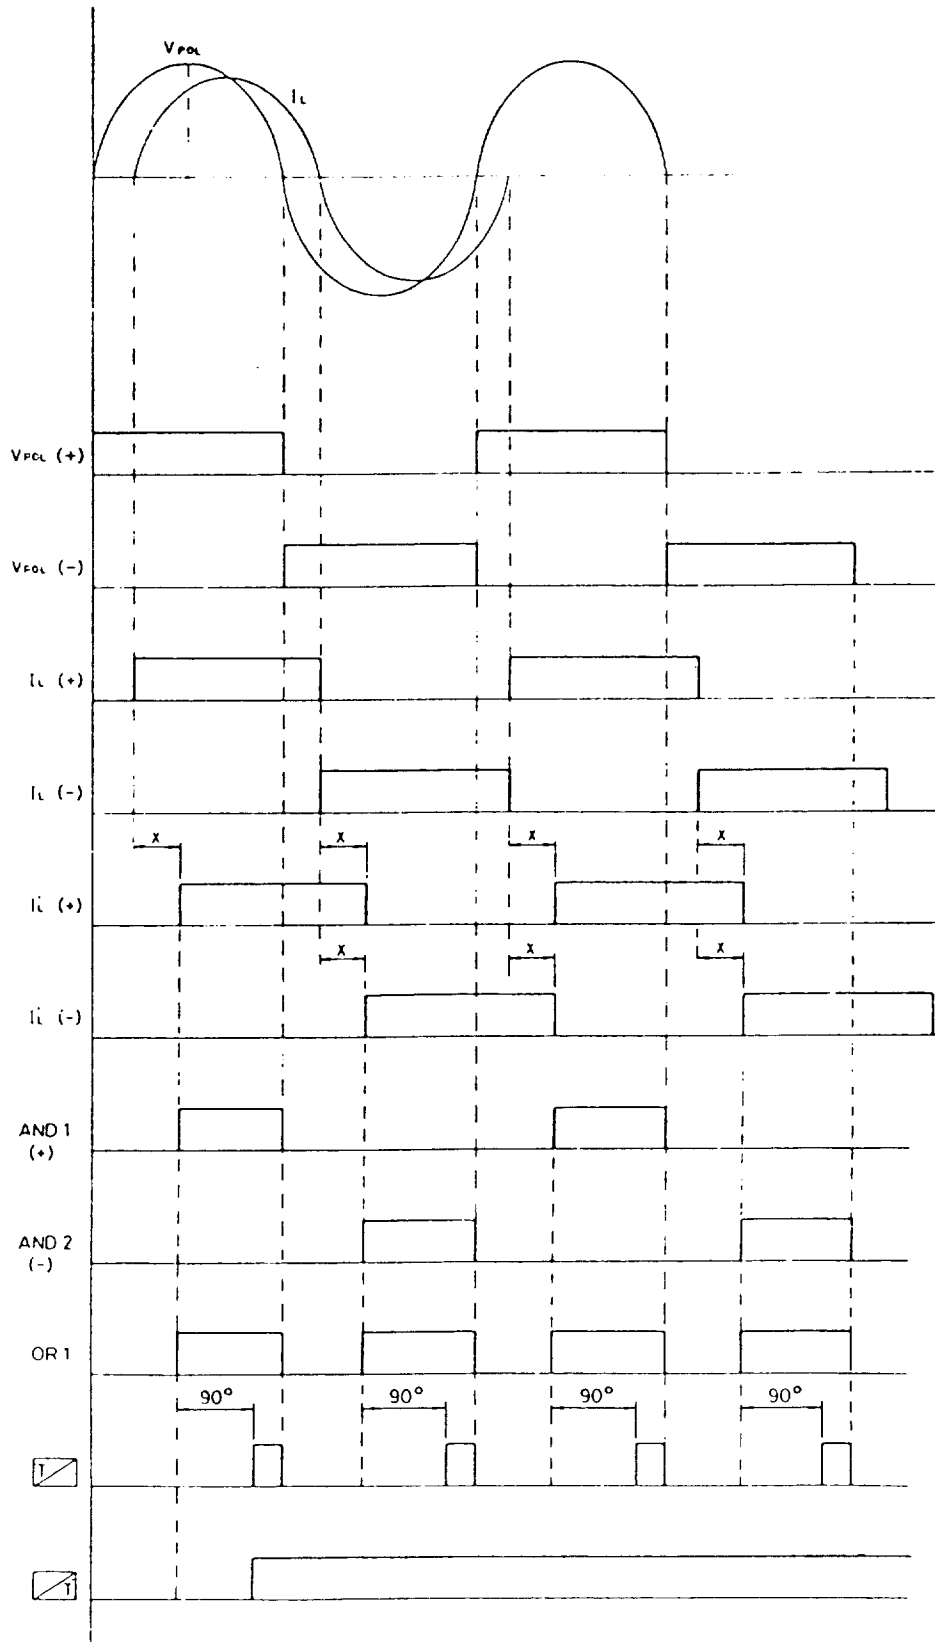 VPOL
IL
VPOL (+)
VPOL (-)
IL (+)
IL (-)
X X X X
IL (+)
X X X
IL (-)
AND 1
(+)
AND 2
(-)
OR 1
90° 90° 90° 90°
T
T